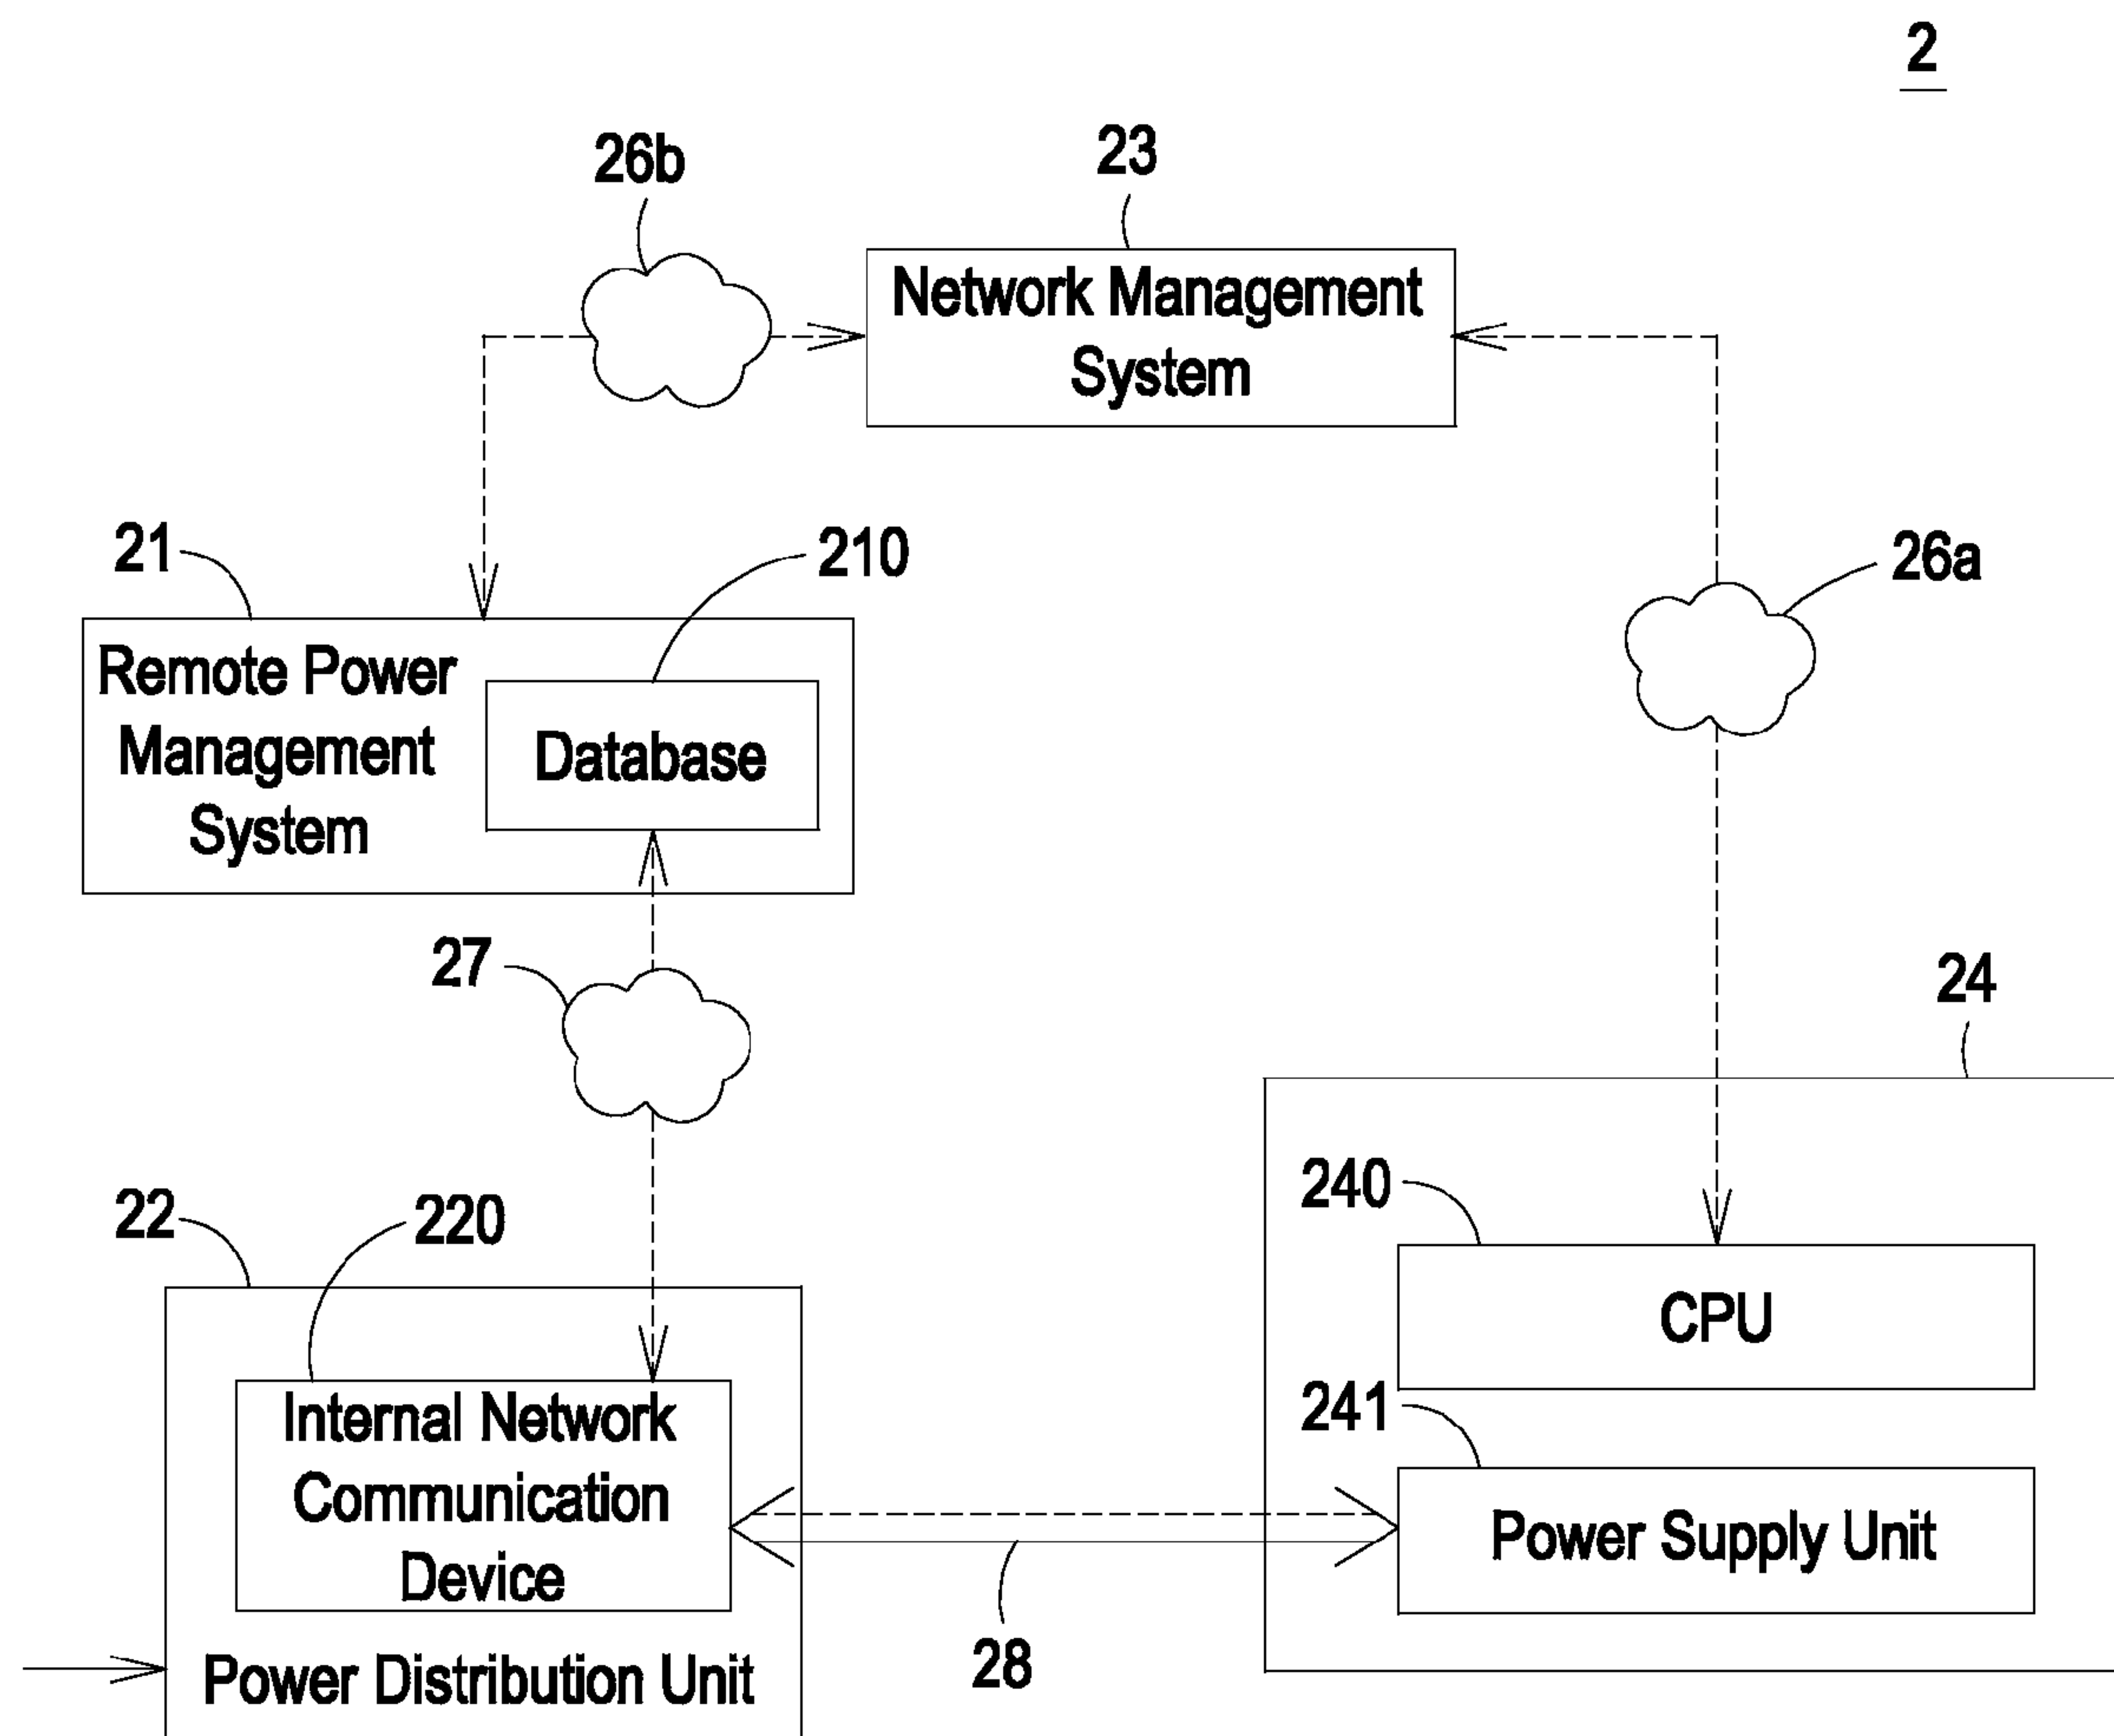 2
26b
23
Network Management
System
21
210
26a
Remote Power
Management
System
Database
27
24
22
220
240
CPU
Internal Network
Communication
Device
241
Power Supply Unit
28
Power Distribution Unit